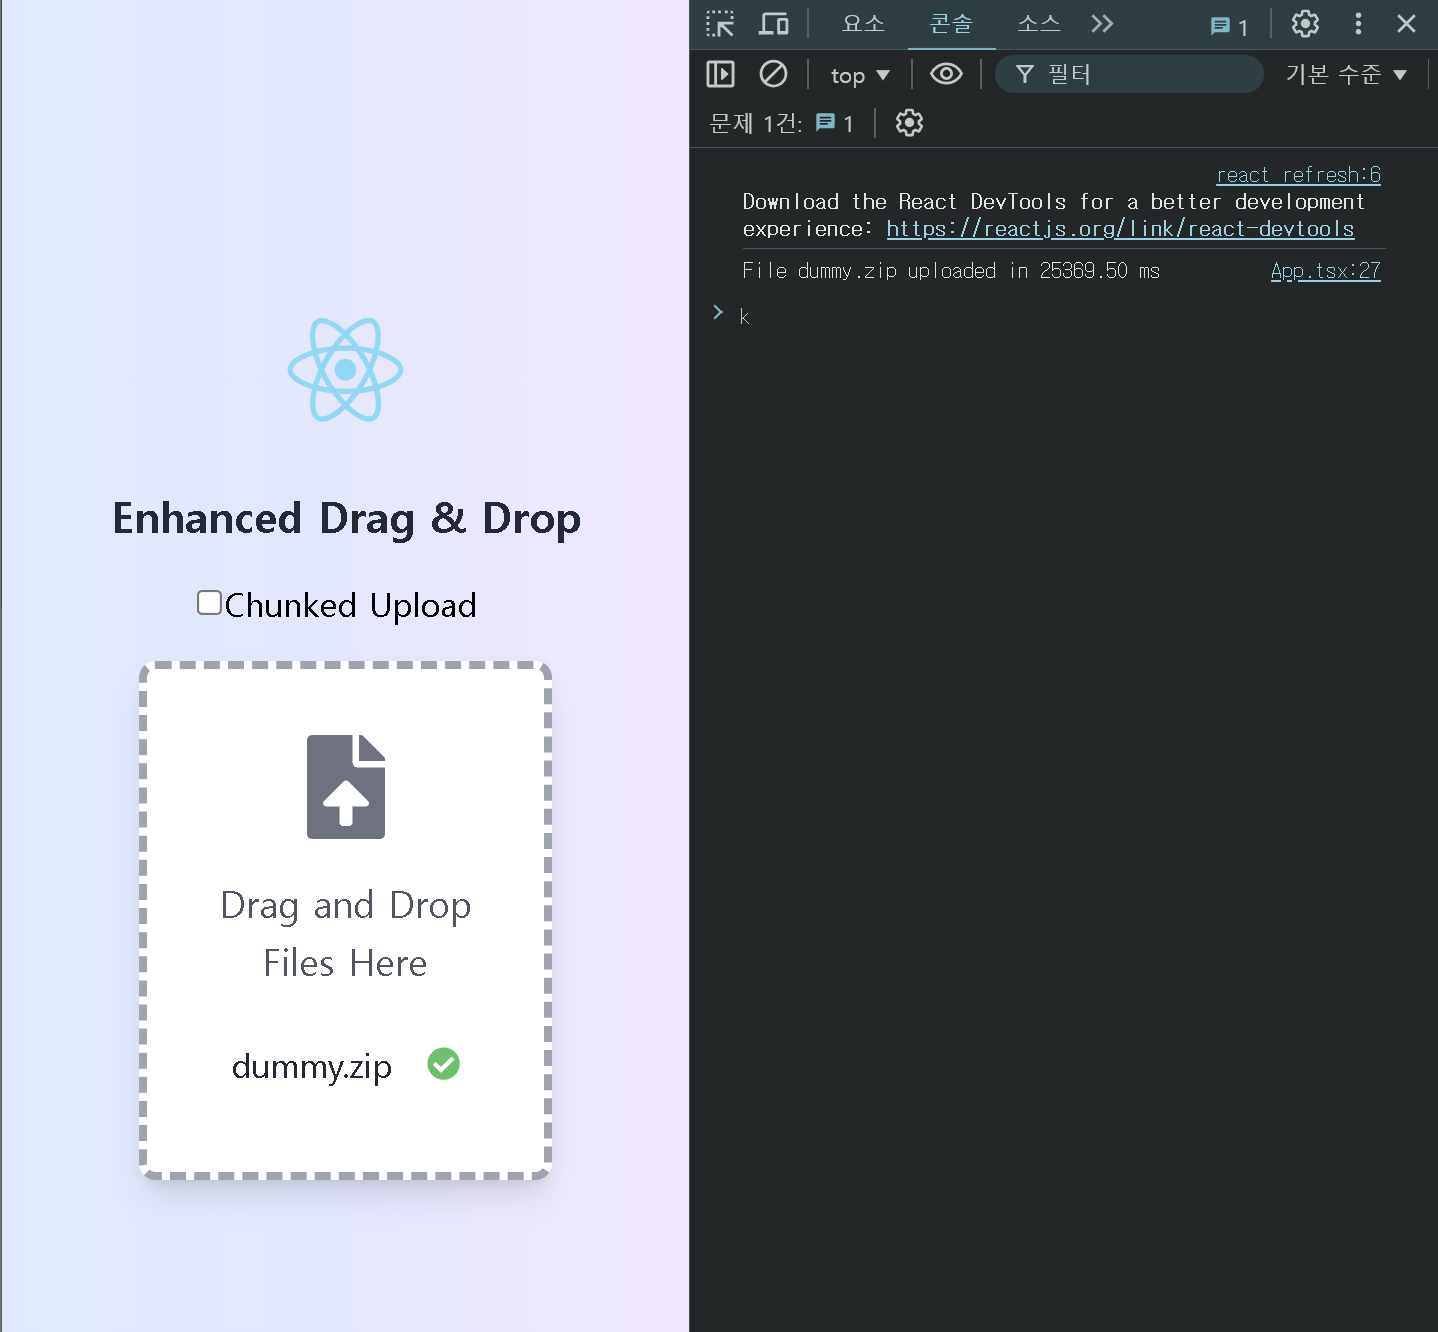 Enhanced Drag & Drop
Chunked Upload
Drag and Drop
Files Here
dummy.zip
요소 콘솔 소스 1
top 필터 기본 수준
문제 1건: 1
react refresh:6
Download the React DevTools for a better development
experience: https://reactjs.org/link/react-devtools
File dummy.zip uploaded in 25369.50 ms App.tsx:27
k